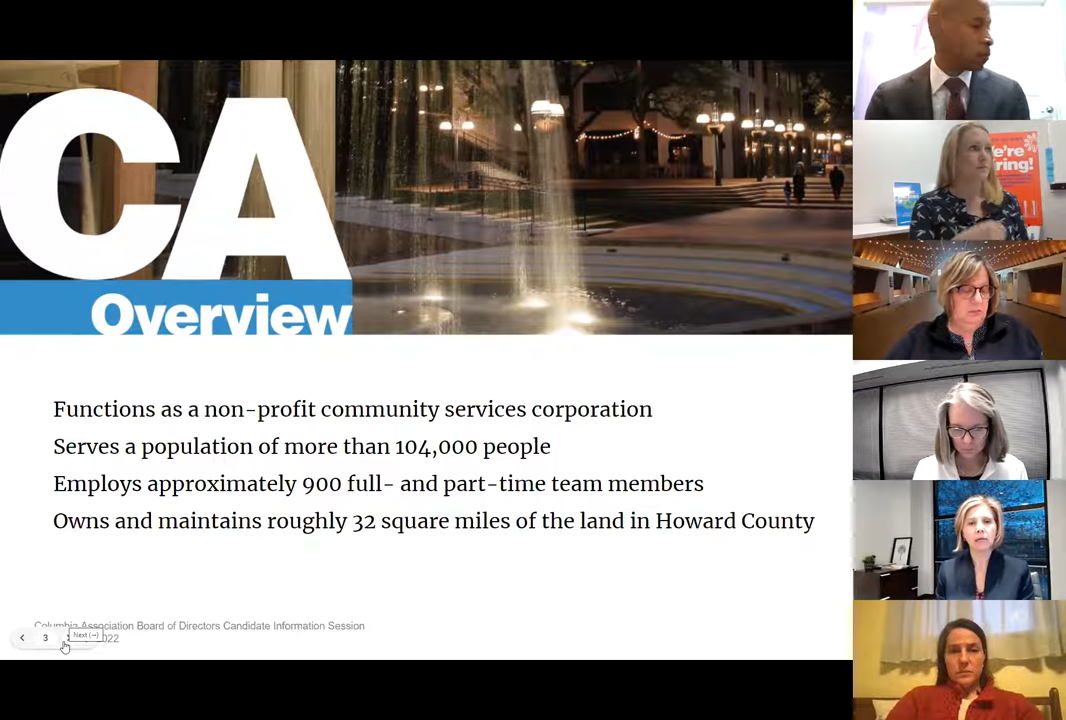 CA
Overview
Functions as a non-profit community services corporation
Serves a population of more than 104,000 people
Employs approximately 900 full- and part-time team members
Owns and maintains roughly 32 square miles of the land in Howard County
Columbia Association Board of Directors Candidate Information Session
3
Next (→)
2022